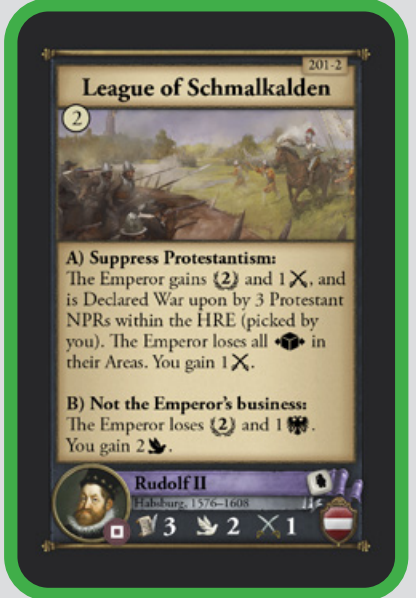 201-2
League of Schmalkalden
2
A) Suppress Protestantism:
The Emperor gains (2) and 1, and
is Declared War upon by 3 Protestant
NPRs within the HRE (picked by
you). The Emperor loses all in
their Areas. You gain 1.
B) Not the Emperor's business:
The Emperor loses (2) and 1.
You gain 2.
Rudolf II
Habsburg, 1576–1608
3 2 1